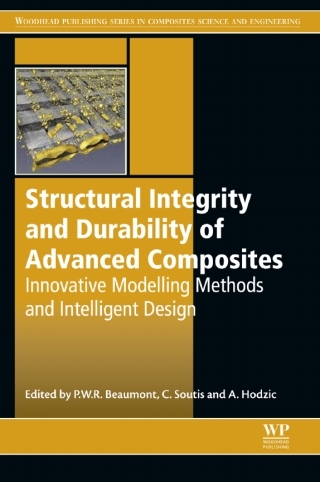 WOODHEAD PUBLISHING SERIES IN COMPOSITES SCIENCE AND ENGINEERING
Structural Integrity
and Durability of
Advanced Composites
Innovative Modelling Methods
and Intelligent Design
Edited by P.W.R. Beaumont, C. Soutis and A. Hodzic
WP
WOODHEAD
PUBLISHING